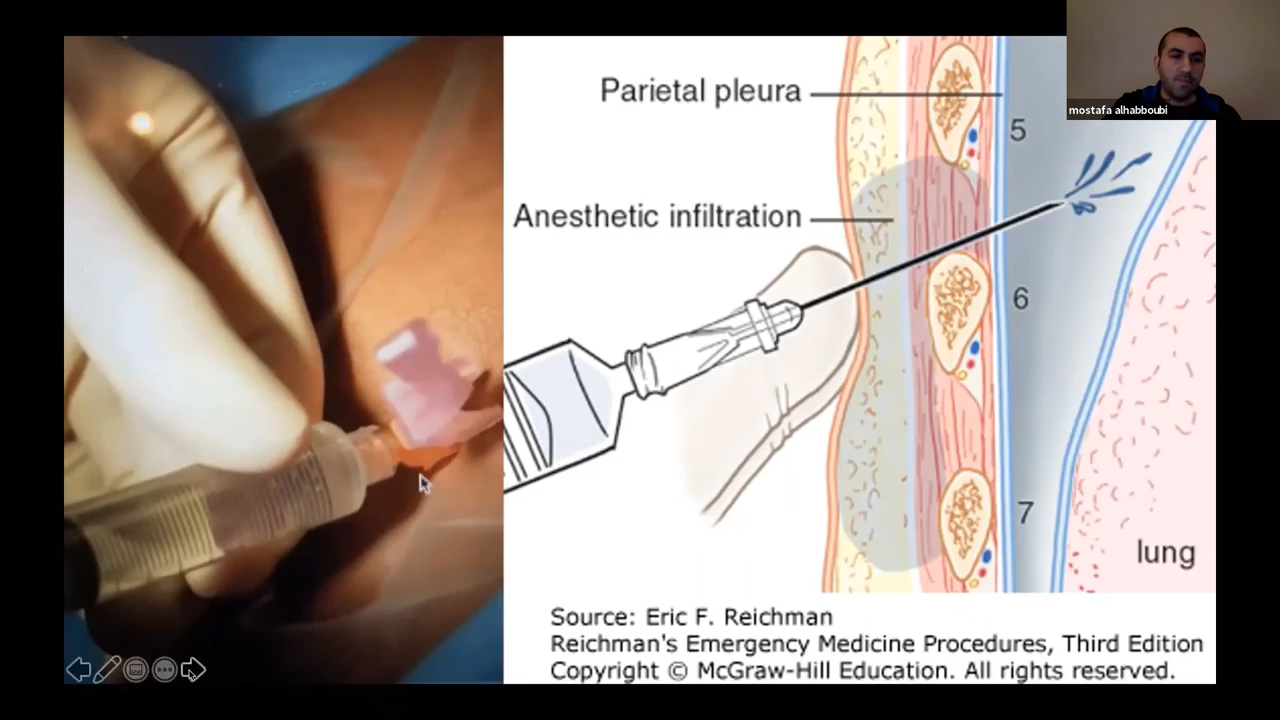 mostafa alhabboubi
Parietal pleura
5
Anesthetic infiltration
6
7
lung
Source: Eric F. Reichman
Reichman's Emergency Medicine Procedures, Third Edition
Copyright © McGraw-Hill Education. All rights reserved.